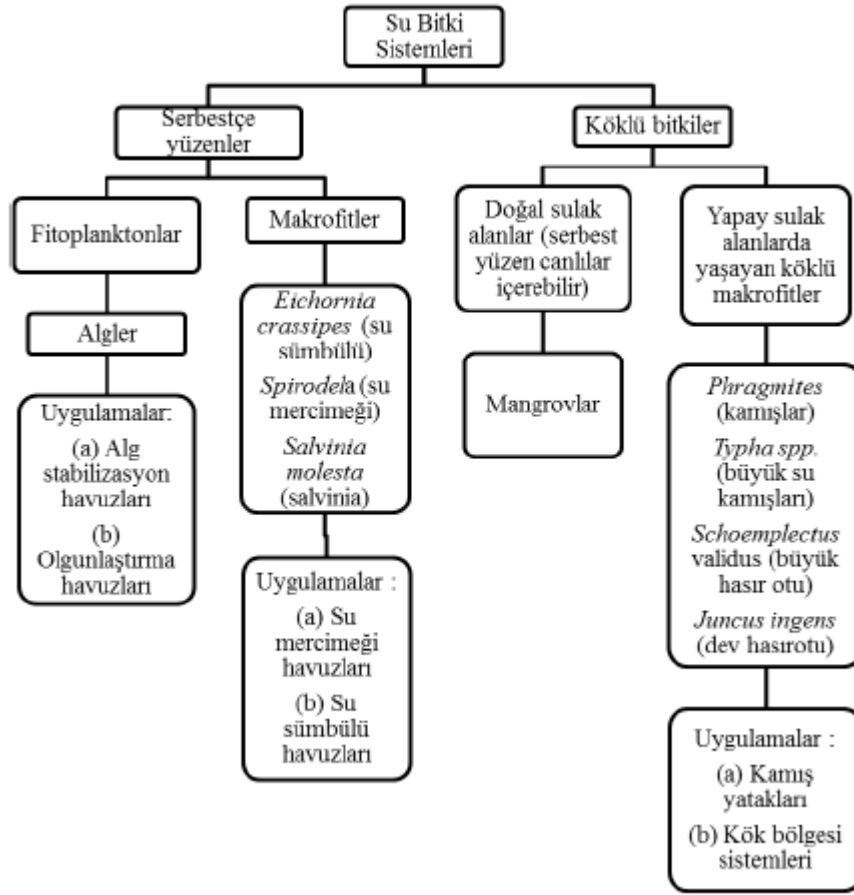 Su Bitki
Sistemleri
Serbestçe
yüzenler
Köklü bitkiler
Fitoplanktonlar
Makrofitler
Doğal sulak
alanlar (serbest
yüzen canlılar
içerebilir)
Yapay sulak
alanlarda
yaşayan köklü
makrofitler
Algler
Eichornia
crassipes (su
sümbülü)
Spirodela (su
mercimeği)
Salvinia
molesta
(salvinia)
Mangrovlar
Phragmites
(kamışlar)
Typha spp.
(büyük su
kamışları)
Schoemplectus
validus (büyük
hasır otu)
Juncus ingens
(dev hasırotu)
Uygulamalar:
(a) Alg
stabilizasyon
havuzları
(b)
Olgunlaştırma
havuzları
Uygulamalar :
(a) Su
mercimeği
havuzları
(b) Su
sümbülü
havuzları
Uygulamalar :
(a) Kamış
yatakları
(b) Kök bölgesi
sistemleri